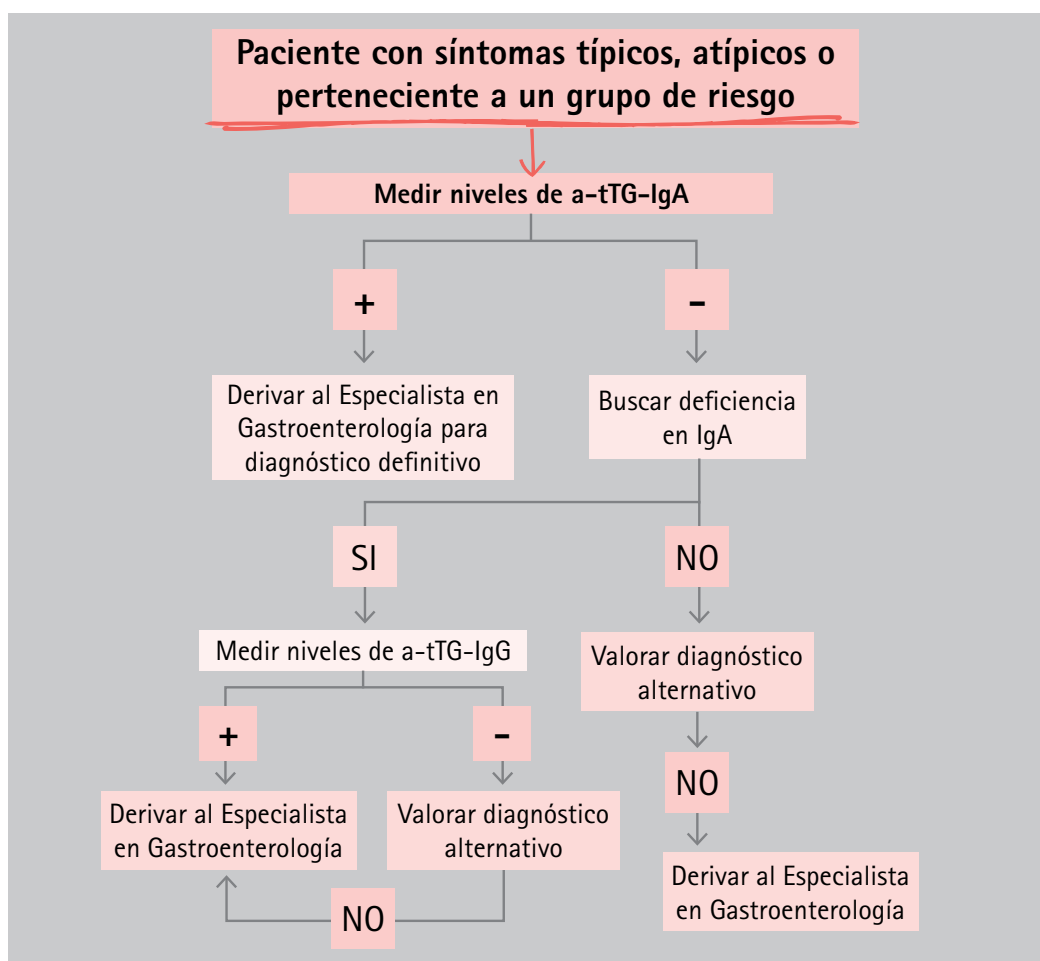 Paciente con síntomas típicos, atípicos o
perteneciente a un grupo de riesgo
Medir niveles de a-tTG-IgA
+
-
Derivar al Especialista en
Gastroenterología para
diagnóstico definitivo
Buscar deficiencia
en IgA
SI
NO
Medir niveles de a-tTG-IgG
Valorar diagnóstico
alternativo
+
-
NO
Derivar al Especialista
en Gastroenterología
Valorar diagnóstico
alternativo
Derivar al Especialista
en Gastroenterología
NO